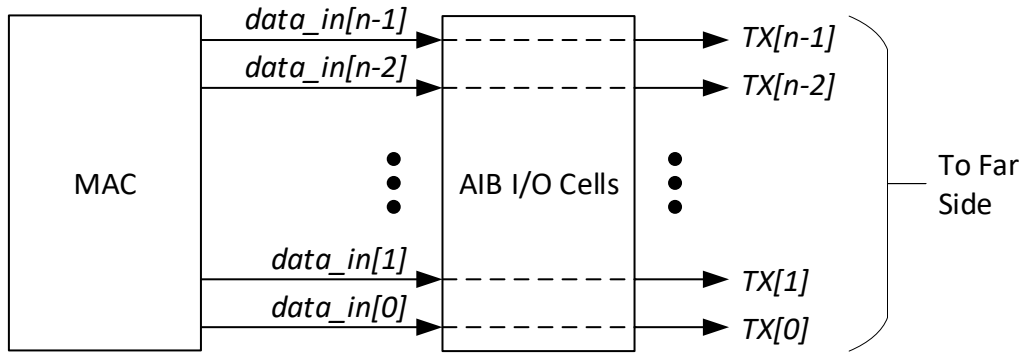 data_in[n-1]
TX[n-1]
data_in[n-2]
TX[n-2]
MAC
AIB I/O Cells
To Far
Side
data_in[1]
TX[1]
data_in[0]
TX[0]